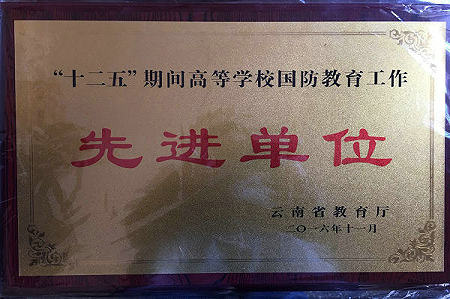 “十二五”期间高等学校国防教育工作
先进单位
云南省教育厅
二〇一六年十一月